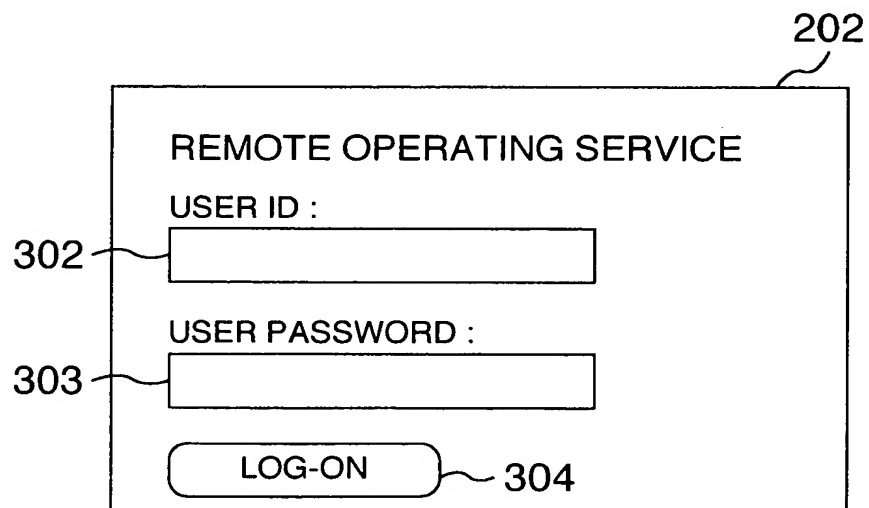 202
REMOTE OPERATING SERVICE
USER ID :
302
USER PASSWORD :
303
LOG-ON
304